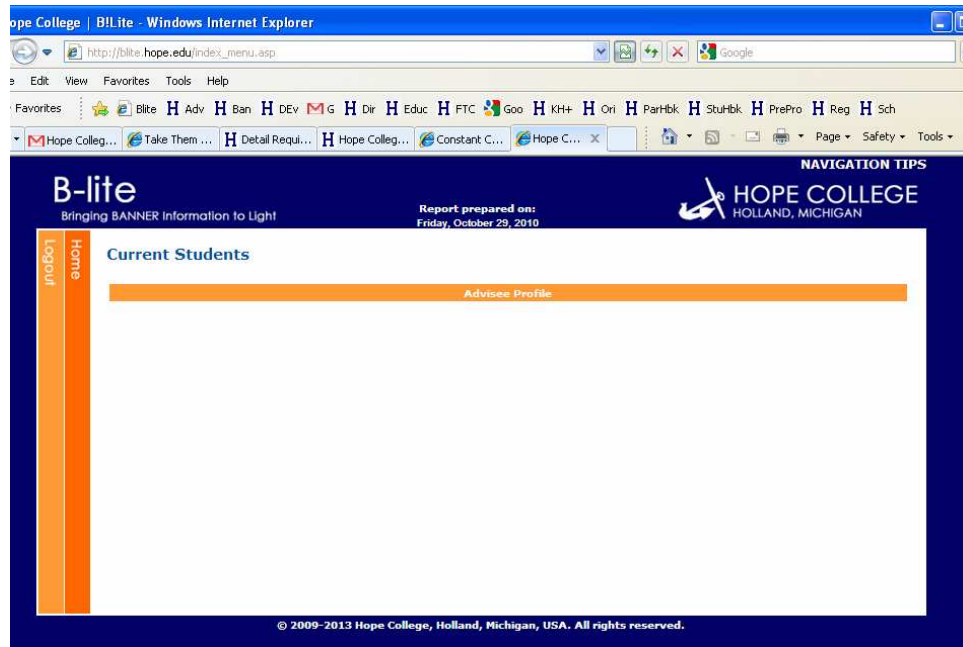 ope College | B!Lite - Windows Internet Explorer
http://blite.hope.edu/index_menu.asp
Google
Edit View Favorites Tools Help
Favorites Blite H Adv H Ban H DEv M G H Dir H Educ H FTC Goo H KH+ H Ori H ParHbk H StuHbk H PrePro H Reg H Sch
Hope Colleg... Take Them ... H Detail Requi... H Hope Colleg... Constant C... Hope C... X Page Safety Tools
NAVIGATION TIPS
B-lite
Bringing BANNER Information to Light
Report prepared on:
Friday, October 29, 2010
HOPE COLLEGE
HOLLAND, MICHIGAN
Logout
Home
Current Students
Advisee Profile
© 2009-2013 Hope College, Holland, Michigan, USA. All rights reserved.